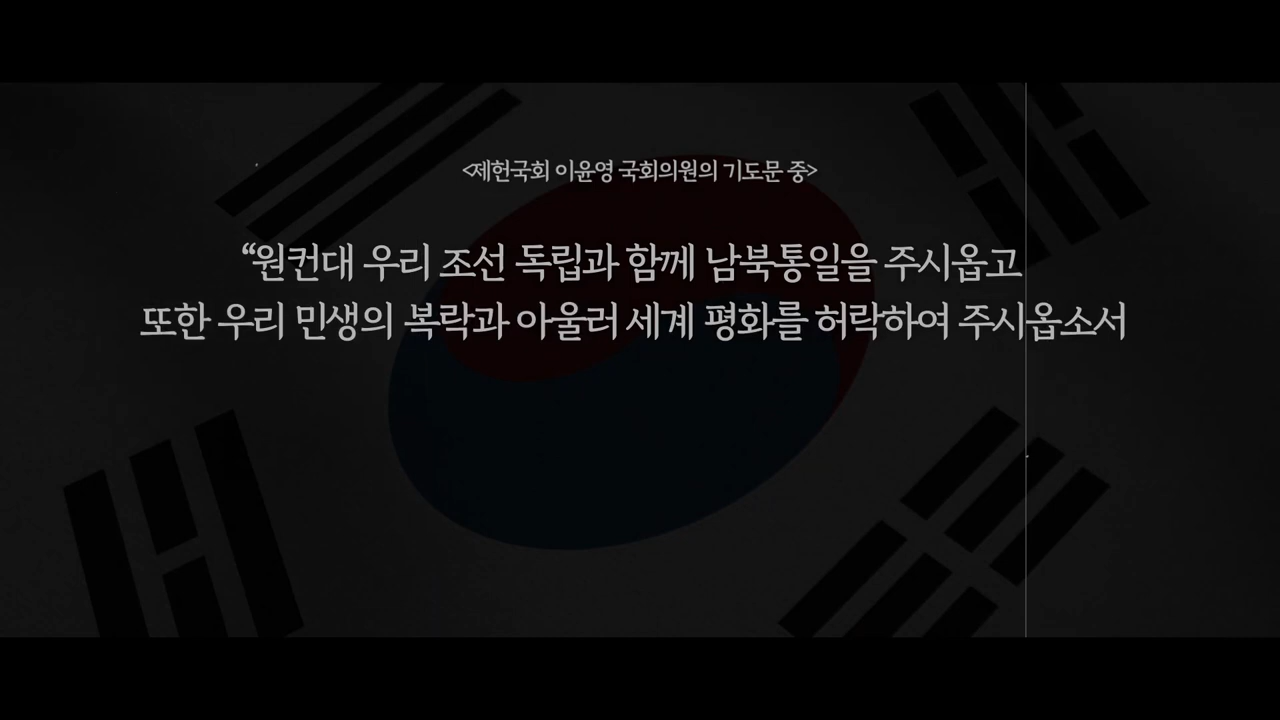 <제헌국회 이윤영 국회의원의 기도문 중>
“원컨대 우리 조선 독립과 함께 남북통일을 주시옵고
또한 우리 민생의 복락과 아울러 세계 평화를 허락하여 주시옵소서